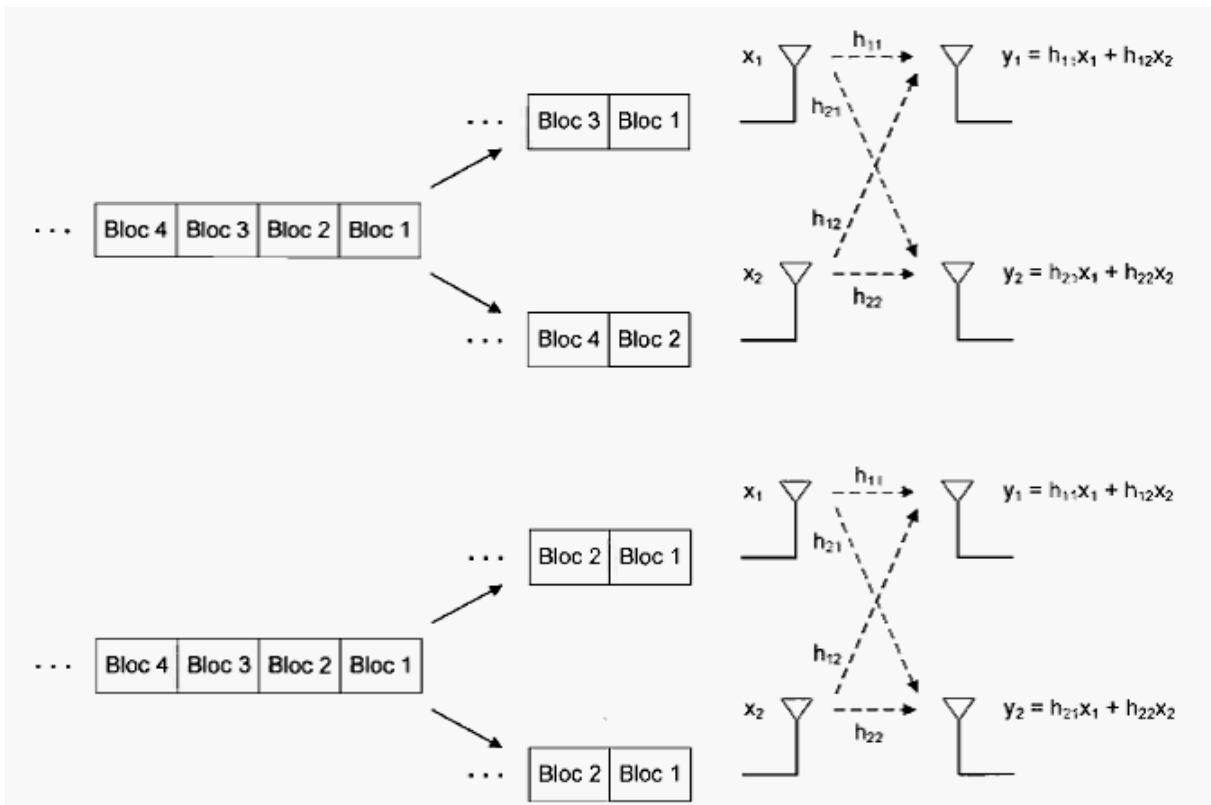 x₁ h₁₁ y₁ = h₁₁x₁ + h₁₂x₂
... Bloc 3 Bloc 1
h₂₁
... Bloc 4 Bloc 3 Bloc 2 Bloc 1
h₁₂
x₂ h₂₂ y₂ = h₂₁x₁ + h₂₂x₂
... Bloc 4 Bloc 2
x₁ h₁₁ y₁ = h₁₁x₁ + h₁₂x₂
... Bloc 2 Bloc 1
h₂₁
... Bloc 4 Bloc 3 Bloc 2 Bloc 1
h₁₂
x₂ h₂₂ y₂ = h₂₁x₁ + h₂₂x₂
... Bloc 2 Bloc 1